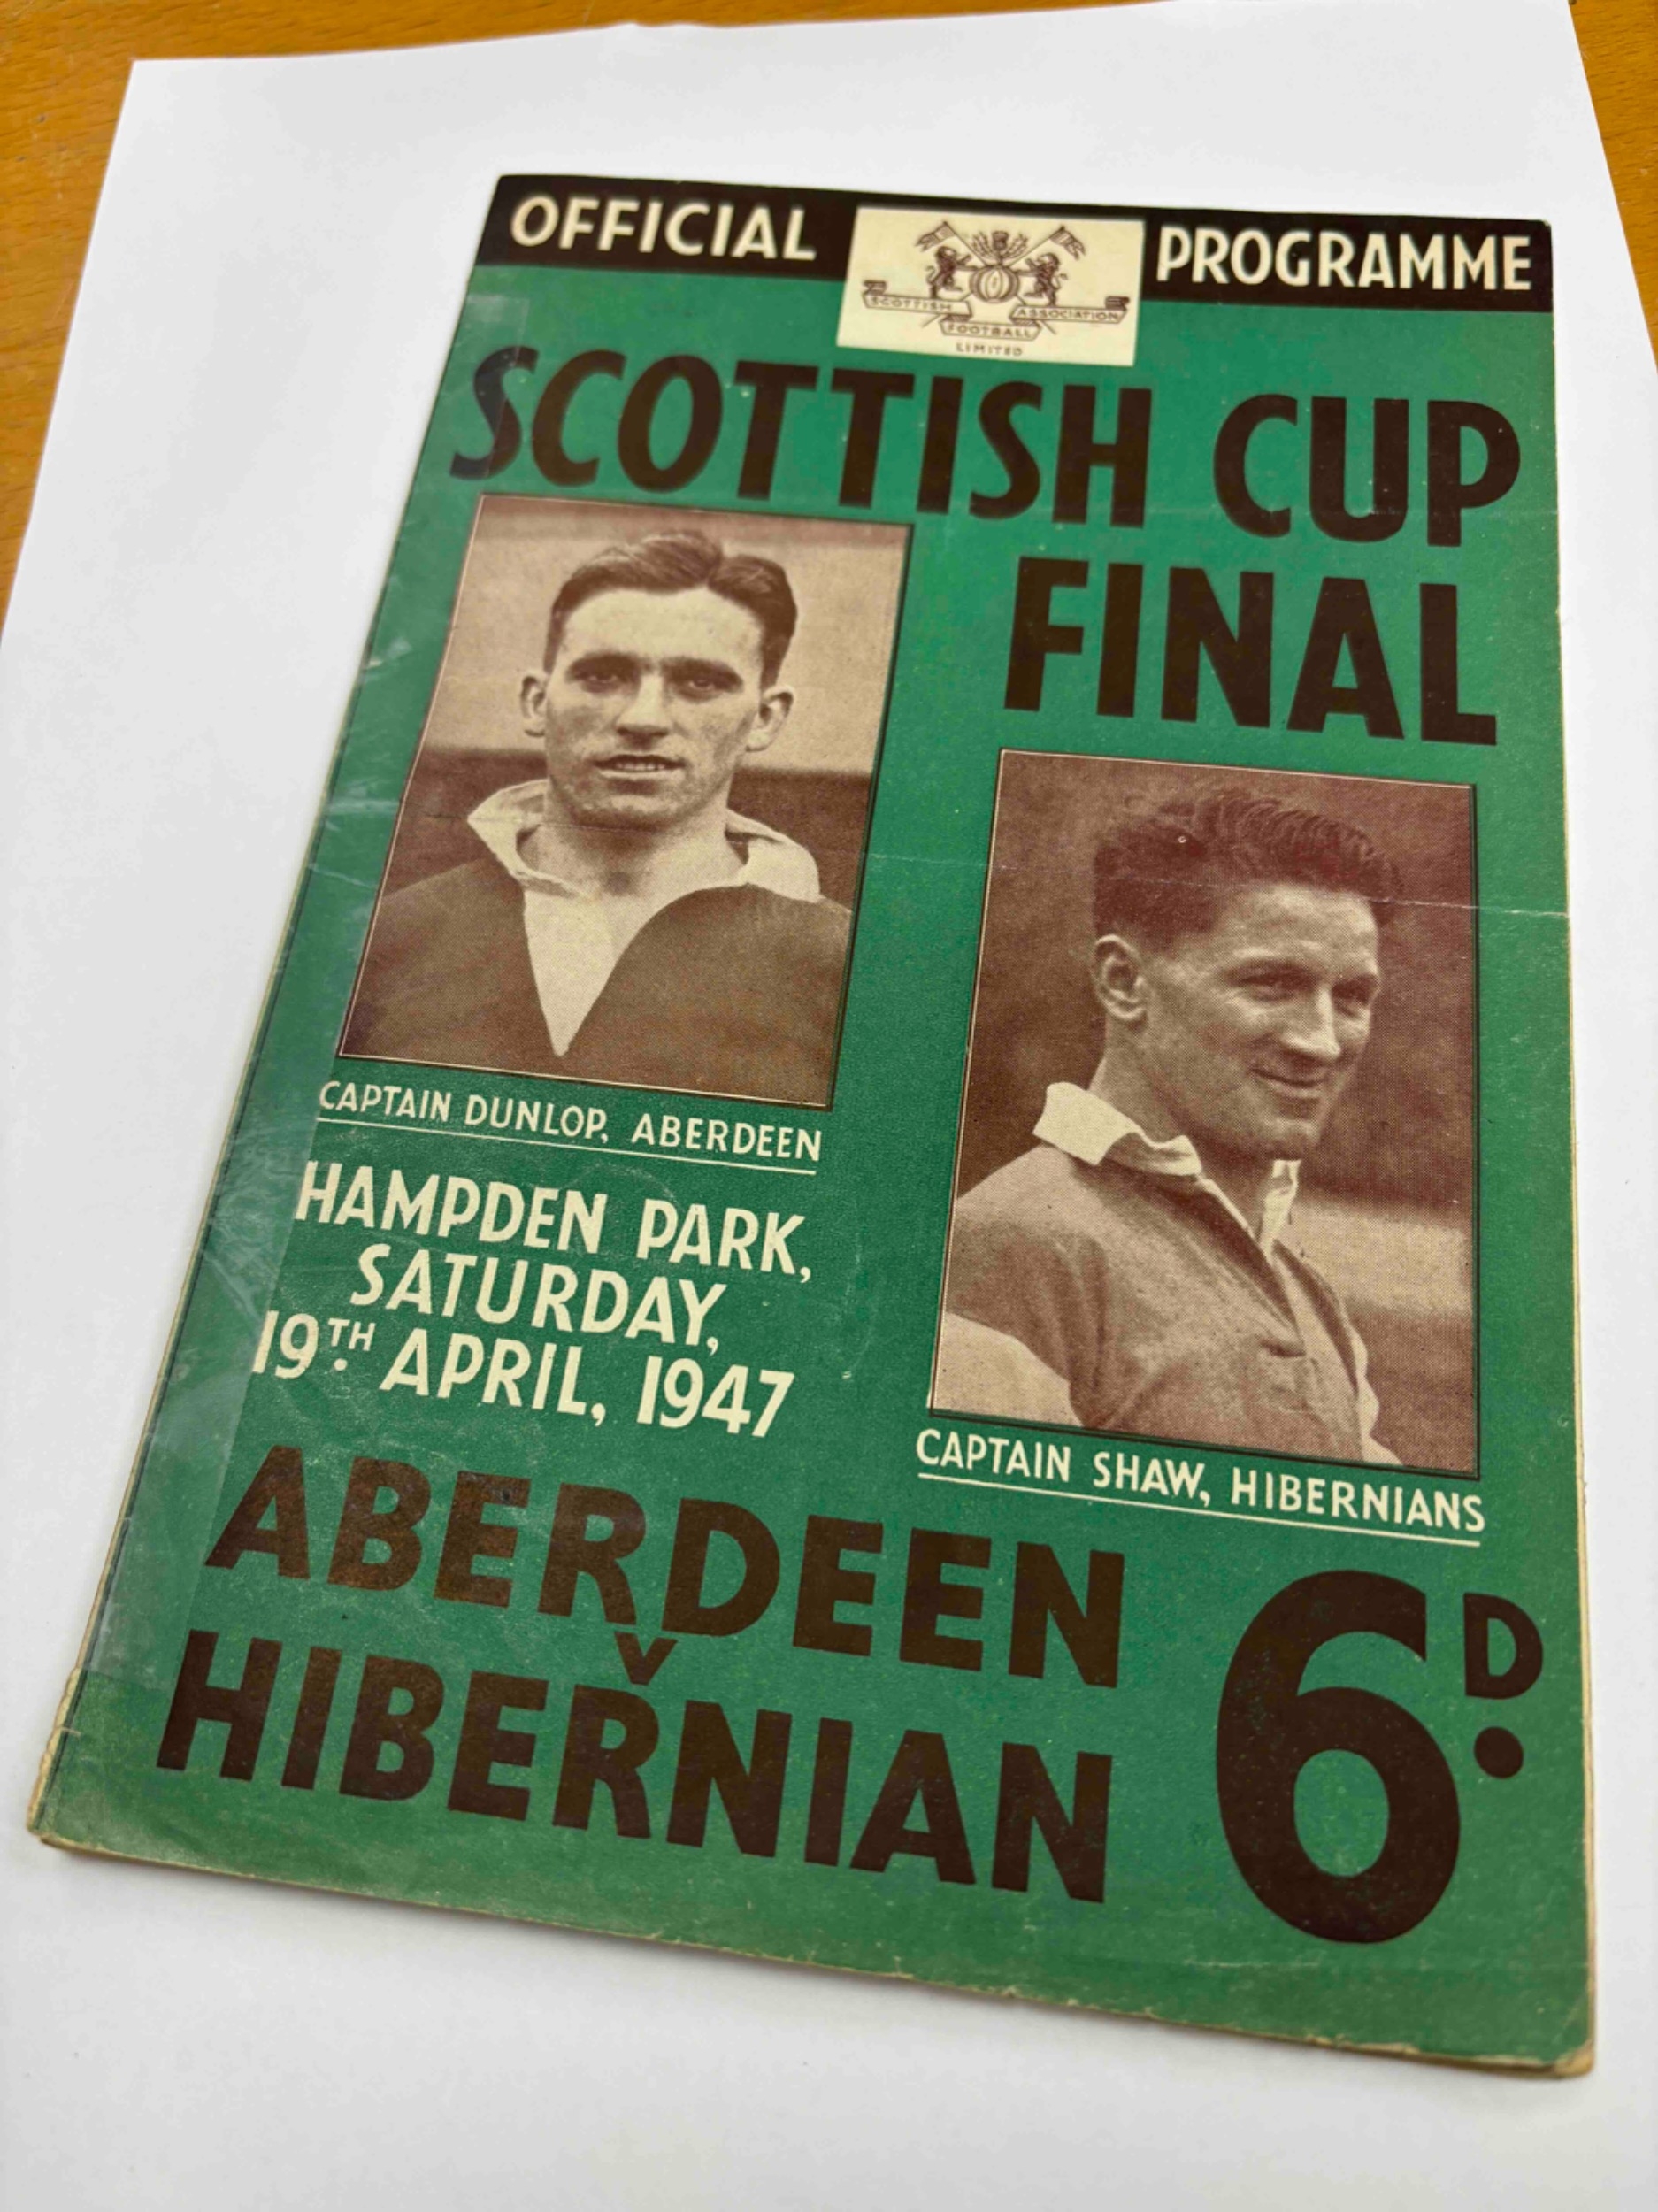 OFFICIAL PROGRAMME
SCOTTISH ASSOCIATION
FOOTBALL
LIMITED
SCOTTISH CUP
FINAL
CAPTAIN DUNLOP, ABERDEEN
HAMPDEN PARK,
SATURDAY,
19TH APRIL, 1947
CAPTAIN SHAW, HIBERNIANS
ABERDEEN
V
HIBERNIAN
6D.